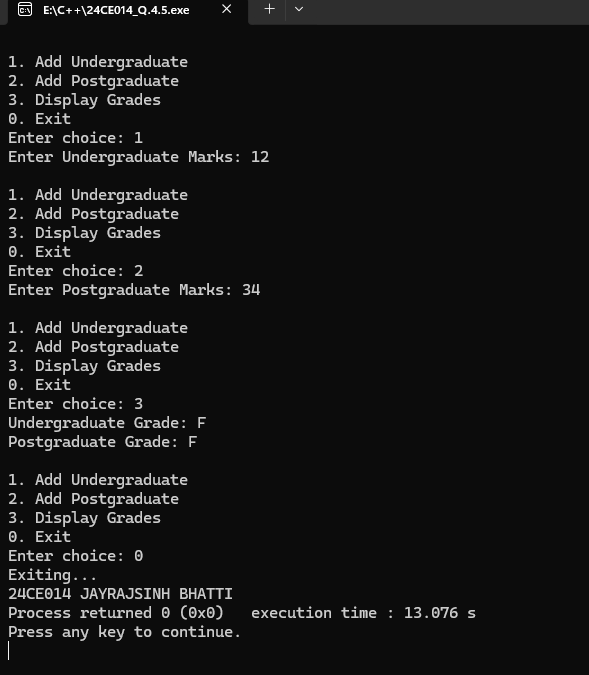 E:\C++\24CE014_Q.4.5.exe
1. Add Undergraduate
2. Add Postgraduate
3. Display Grades
0. Exit
Enter choice: 1
Enter Undergraduate Marks: 12
1. Add Undergraduate
2. Add Postgraduate
3. Display Grades
0. Exit
Enter choice: 2
Enter Postgraduate Marks: 34
1. Add Undergraduate
2. Add Postgraduate
3. Display Grades
0. Exit
Enter choice: 3
Undergraduate Grade: F
Postgraduate Grade: F
1. Add Undergraduate
2. Add Postgraduate
3. Display Grades
0. Exit
Enter choice: 0
Exiting...
24CE014 JAYRAJSINH BHATTI
Process returned 0 (0x0)   execution time : 13.076 s
Press any key to continue.